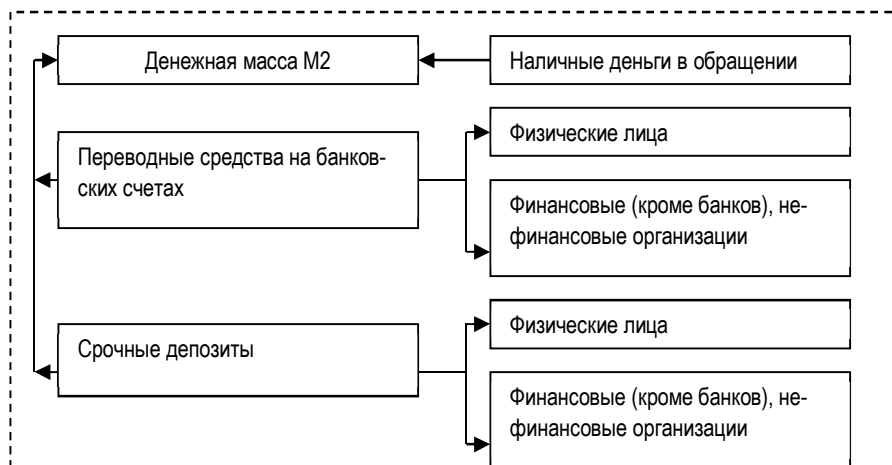 Денежная масса М2
Наличные деньги в обращении
Переводные средства на банков-
ских счетах
Физические лица
Финансовые (кроме банков), не-
финансовые организации
Срочные депозиты
Физические лица
Финансовые (кроме банков), не-
финансовые организации